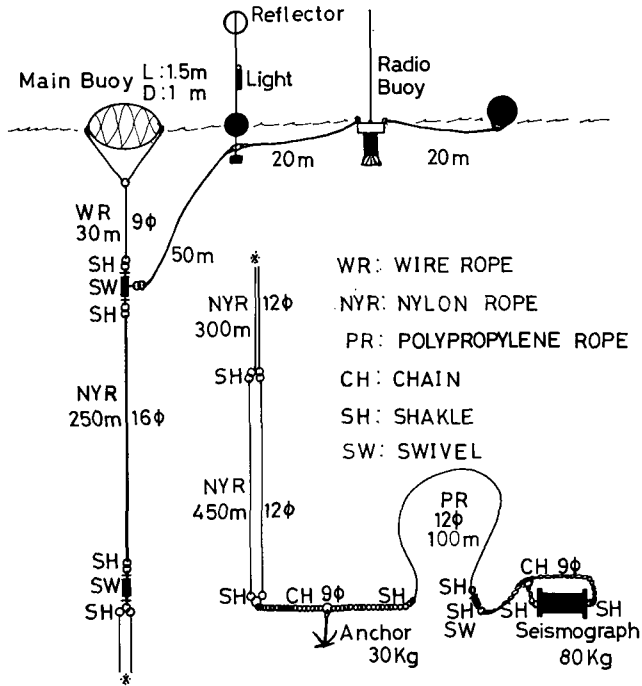 Reflector
Light
Main Buoy
L:1.5m
D:1 m
Radio
Buoy
20m
20m
WR
30m
9φ
50m
SH
SW
SH
NYR
250m
16φ
SH
SW
SH
*
*
NYR
300m
12φ
SH
NYR
450m
12φ
SH
CH 9φ
SH
Anchor
30Kg
PR
12φ
100m
SH
SH
SW
CH 9φ
SH
SH
Seismograph
80Kg
WR: WIRE ROPE
NYR: NYLON ROPE
PR: POLYPROPYLENE ROPE
CH: CHAIN
SH: SHAKLE
SW: SWIVEL